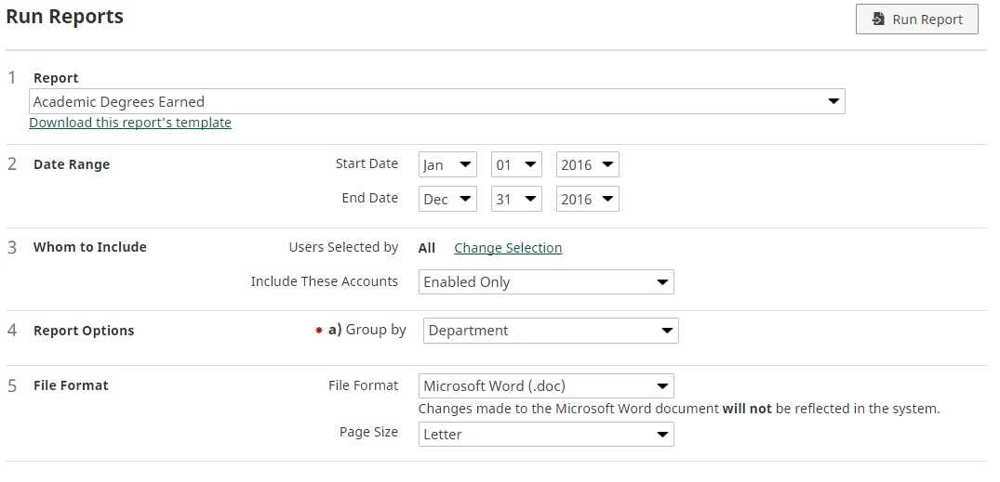 Run Reports
Run Report
1 Report
Academic Degrees Earned
Download this report's template
2 Date Range Start Date Jan 01 2016
End Date Dec 31 2016
3 Whom to Include Users Selected by All Change Selection
Include These Accounts Enabled Only
4 Report Options * a) Group by Department
5 File Format File Format Microsoft Word (.doc)
Changes made to the Microsoft Word document will not be reflected in the system.
Page Size Letter